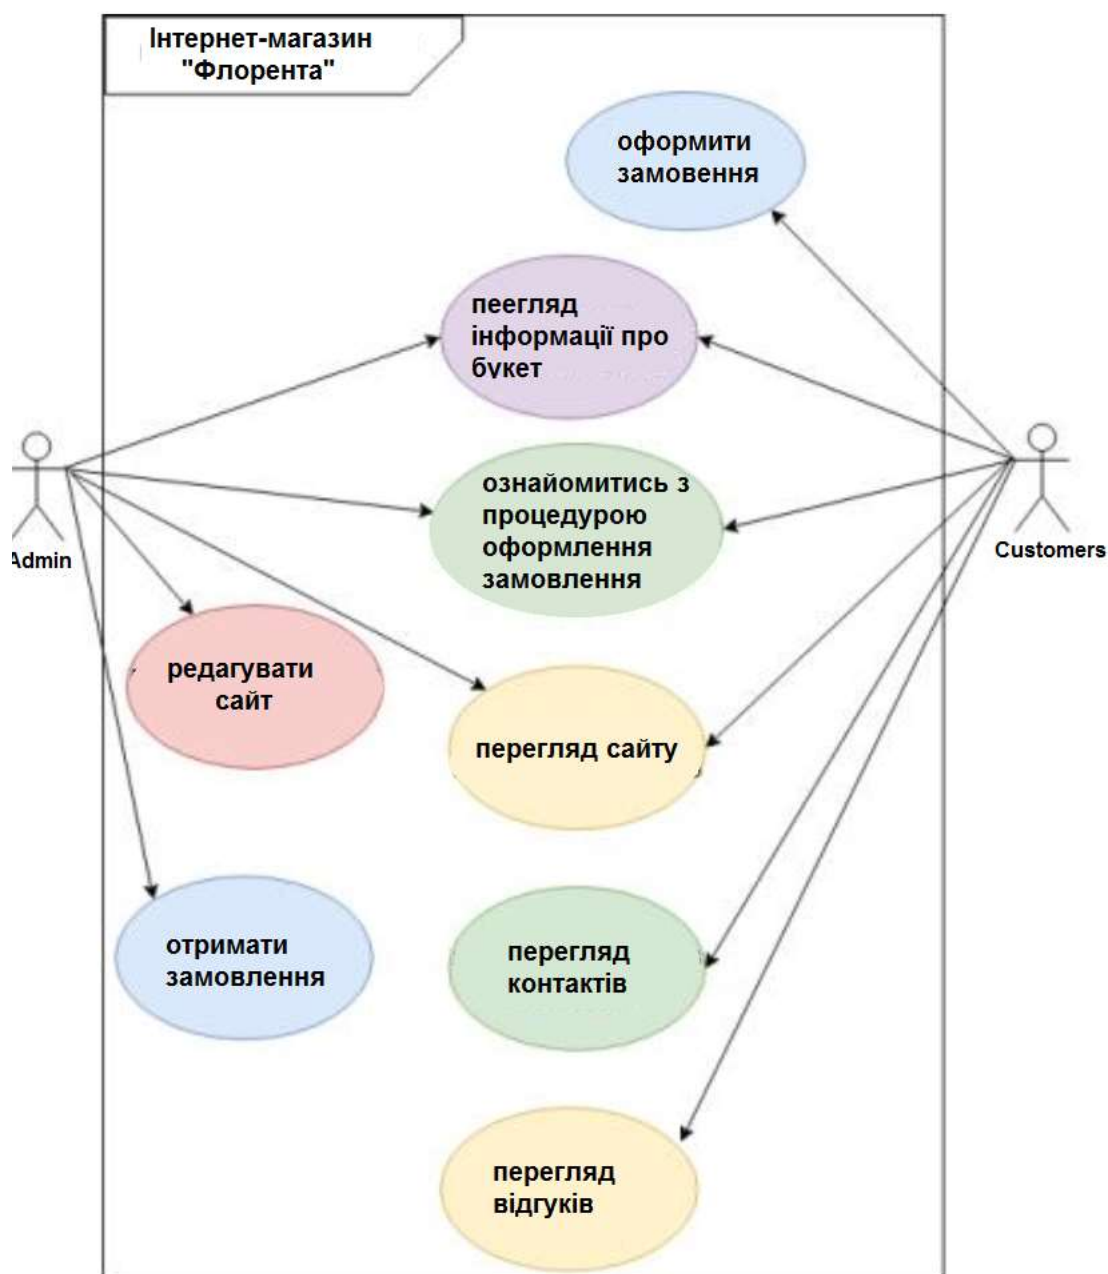 Інтернет-магазин
"Флорента"
оформити
замовення
пеегляд
інформації про
букет
ознайомитись з
процедурою
оформлення
замовлення
Admin
Customers
редагувати
сайт
перегляд сайту
отримати
замовлення
перегляд
контактів
перегляд
відгуків